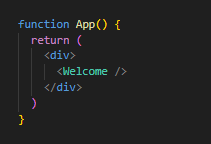 function App() {
  return (
    <div>
      <Welcome />
    </div>
  )
}